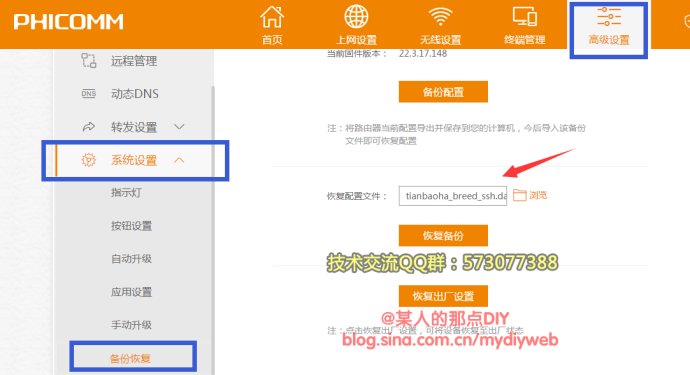 PHICOMM
首页
上网设置
无线设置
终端管理
高级设置
远程管理
DNS 动态DNS
转发设置
系统设置
指示灯
按钮设置
自动升级
应用设置
手动升级
备份恢复
当前固件版本： 22.3.17.148
备份配置
注：将路由器当前配置导出并保存到您的计算机，今后导入该备份
文件即可恢复配置
恢复配置文件： tianbaoha_breed_ssh.da 浏览
恢复备份
技术交流QQ群：573077388
恢复出厂设置
@某人的那点DIY
注：点击恢复出厂设置，可将设备恢复至出厂状态
blog.sina.com.cn/mydiyweb